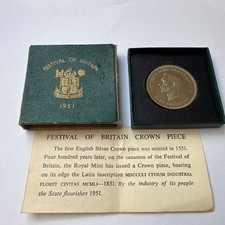 FESTIVAL OF BRITAIN
1951
FESTIVAL OF BRITAIN CROWN PIECE
The first English Silver Crown piece was minted in 1551.
Four hundred years later, on the occasion of the Festival of
Britain, the Royal Mint has issued a Crown piece, bearing
on its edge the Latin inscription MDCCCLI CIVIUM INDUSTRIA
FLORET CIVITAS MCMLI—1851 By the industry of its people
the State flourishes 1951.